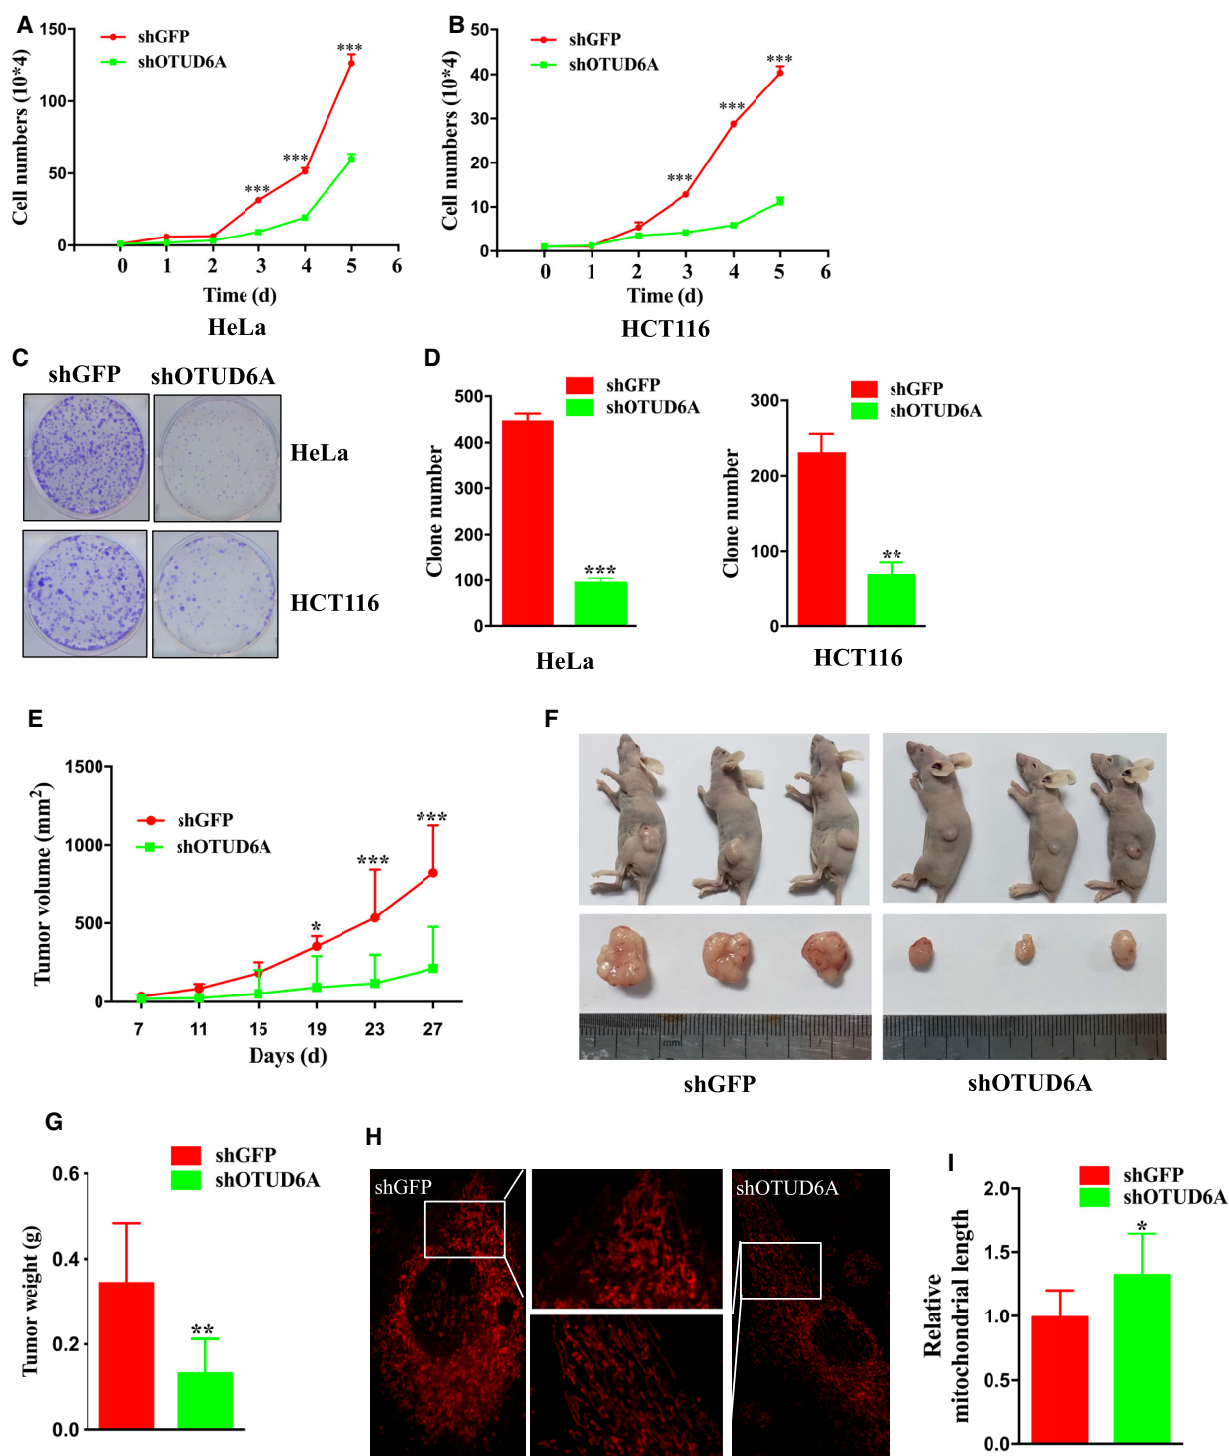 A
150
100
50
0
Cell numbers (10*4)
shGFP
shOTUD6A
***
***
***
0 1 2 3 4 5 6
Time (d)
HeLa
B
50
40
30
20
10
0
Cell numbers (10*4)
shGFP
shOTUD6A
***
***
***
0 1 2 3 4 5 6
Time (d)
HCT116
C
shGFP shOTUD6A
HeLa
HCT116
D
shGFP
shOTUD6A
500
400
300
200
100
0
Clone number
***
HeLa
shGFP
shOTUD6A
300
200
100
0
Clone number
**
HCT116
E
1500
1000
500
0
Tumor volume (mm2)
shGFP
shOTUD6A
*
***
***
7 11 15 19 23 27
Days (d)
F
mm
shGFP shOTUD6A
G
shGFP
shOTUD6A
0.6
0.4
0.2
0.0
Tumor weight (g)
**
H
shGFP
shOTUD6A
I
shGFP
shOTUD6A
2.0
1.5
1.0
0.5
0.0
Relative
mitochondrial length
*